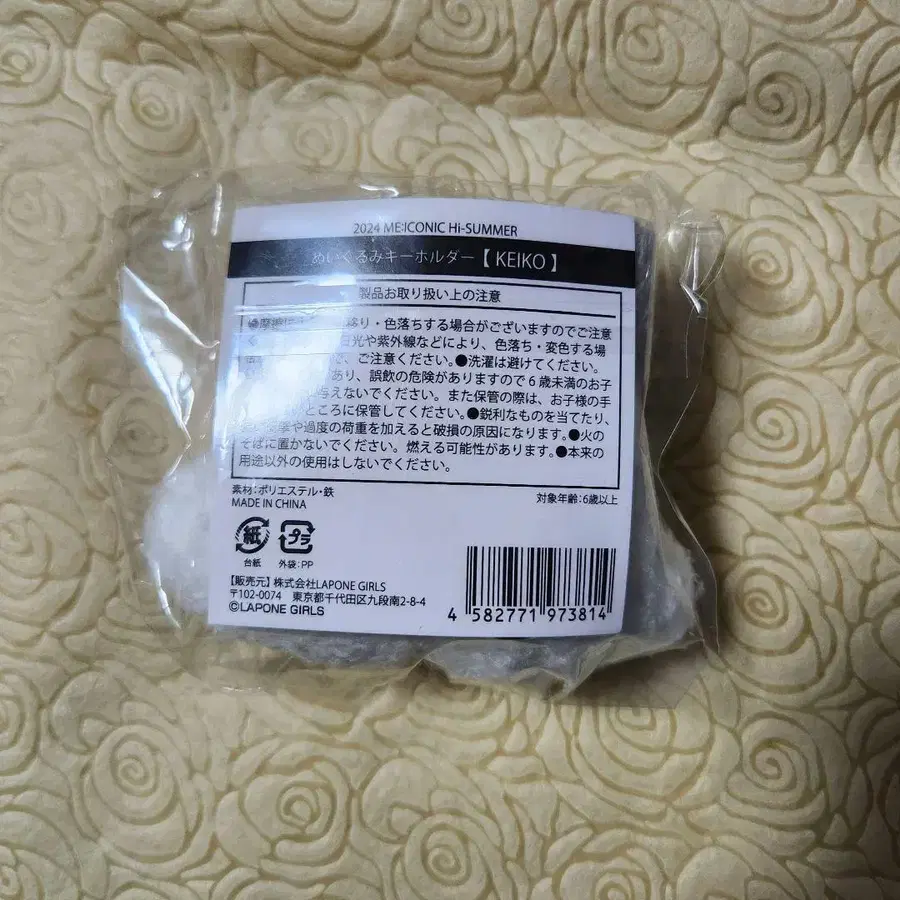 2024 ME:ICONIC Hi-SUMMER
ぬいぐるみキーホルダー【 KEIKO 】
製品お取り扱い上の注意
移り・色落ちする場合がございますのでご注意
日光や紫外線などにより、色落ち・変色する場
ご注意ください。●洗濯は避けてください。
あり、誤飲の危険がありますので6歳未満のお子
与えないでください。また保管の際は、お子様の手
ところに保管してください。●鋭利なものを当てたり、
や過度の荷重を加えると破損の原因になります。●火の
そばに置かないでください。燃える可能性があります。●本来の
用途以外の使用はしないでください。
素材:ポリエステル・鉄 対象年齢:6歳以上
MADE IN CHINA
紙 プラ
台紙 外袋:PP
【販売元】株式会社LAPONE GIRLS
〒102-0074 東京都千代田区九段南2-8-4
©LAPONE GIRLS
4 582771 973814